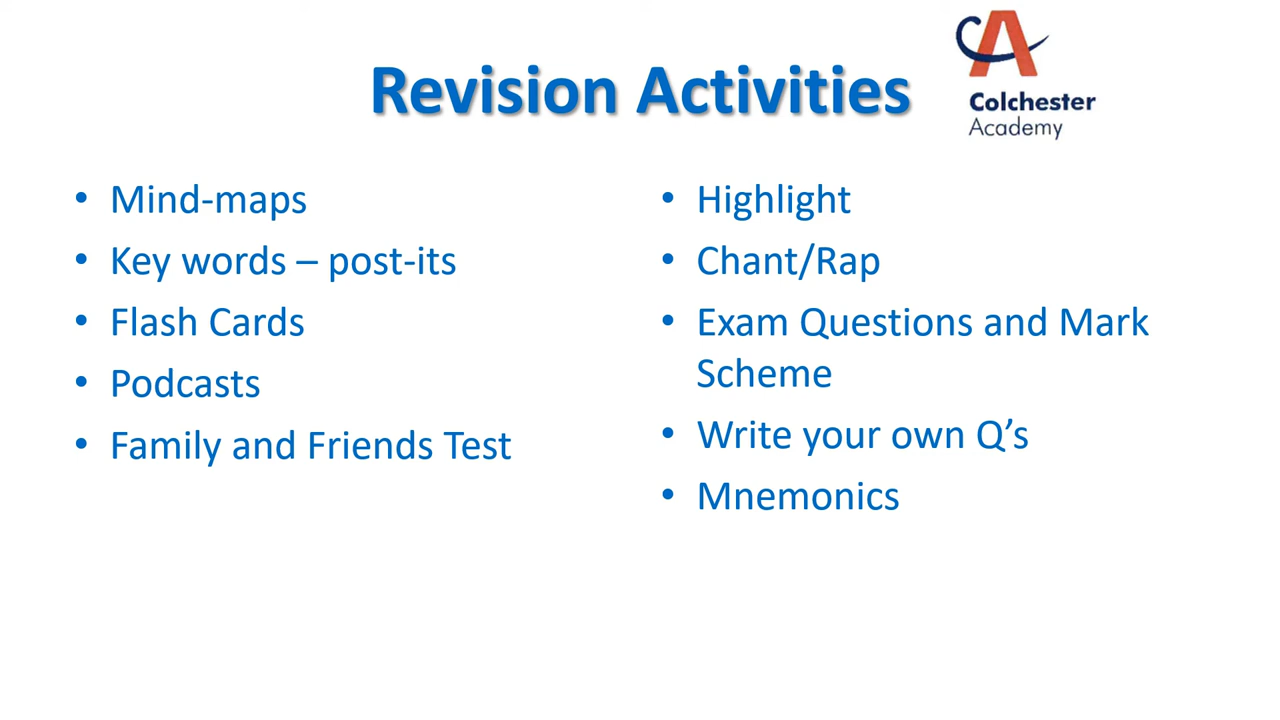 Revision Activities
Colchester
Academy
• Mind-maps
• Key words – post-its
• Flash Cards
• Podcasts
• Family and Friends Test
• Highlight
• Chant/Rap
• Exam Questions and Mark
Scheme
• Write your own Q’s
• Mnemonics